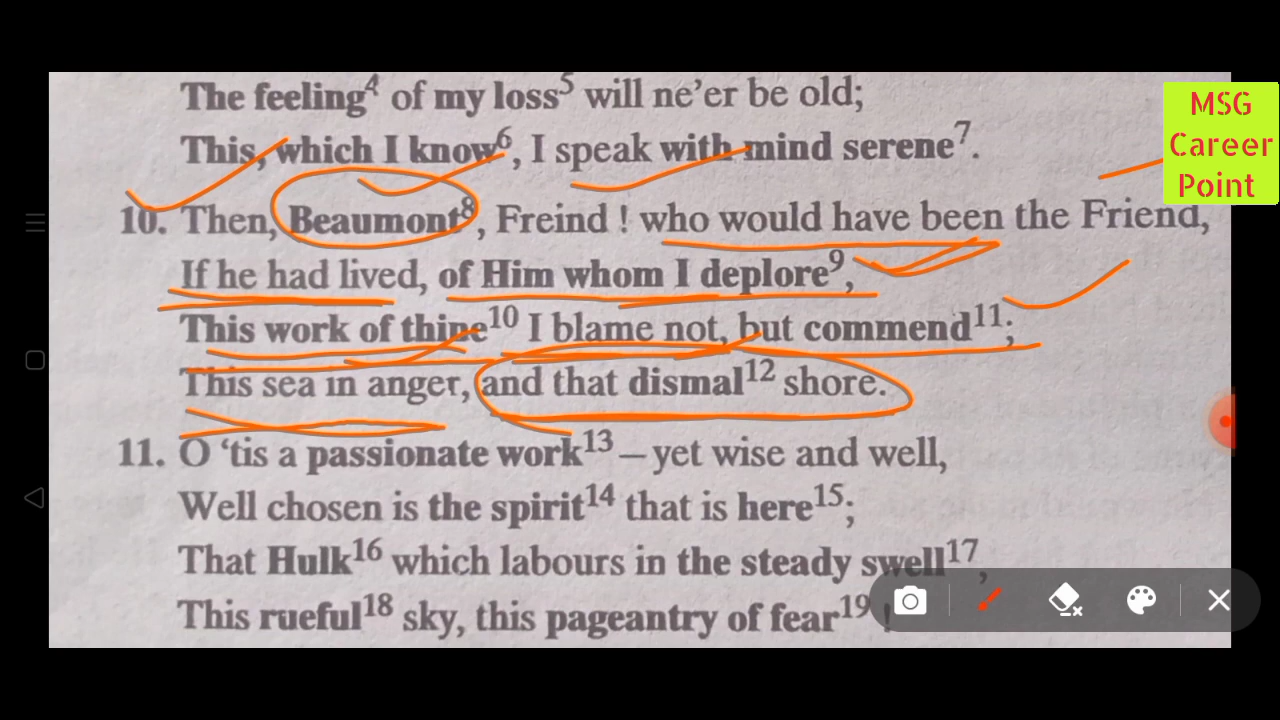 The feeling⁴ of my loss⁵ will ne'er be old;
This, which I know⁶, I speak with mind serene⁷.
10. Then, Beaumont⁸, Freind ! who would have been the Friend,
If he had lived, of Him whom I deplore⁹,
This work of thine¹⁰ I blame not, but commend¹¹;
This sea in anger, and that dismal¹² shore.
11. O 'tis a passionate work¹³—yet wise and well,
Well chosen is the spirit¹⁴ that is here¹⁵;
That Hulk¹⁶ which labours in the steady swell¹⁷,
This rueful¹⁸ sky, this pageantry of fear¹⁹ !
MSG
Career
Point